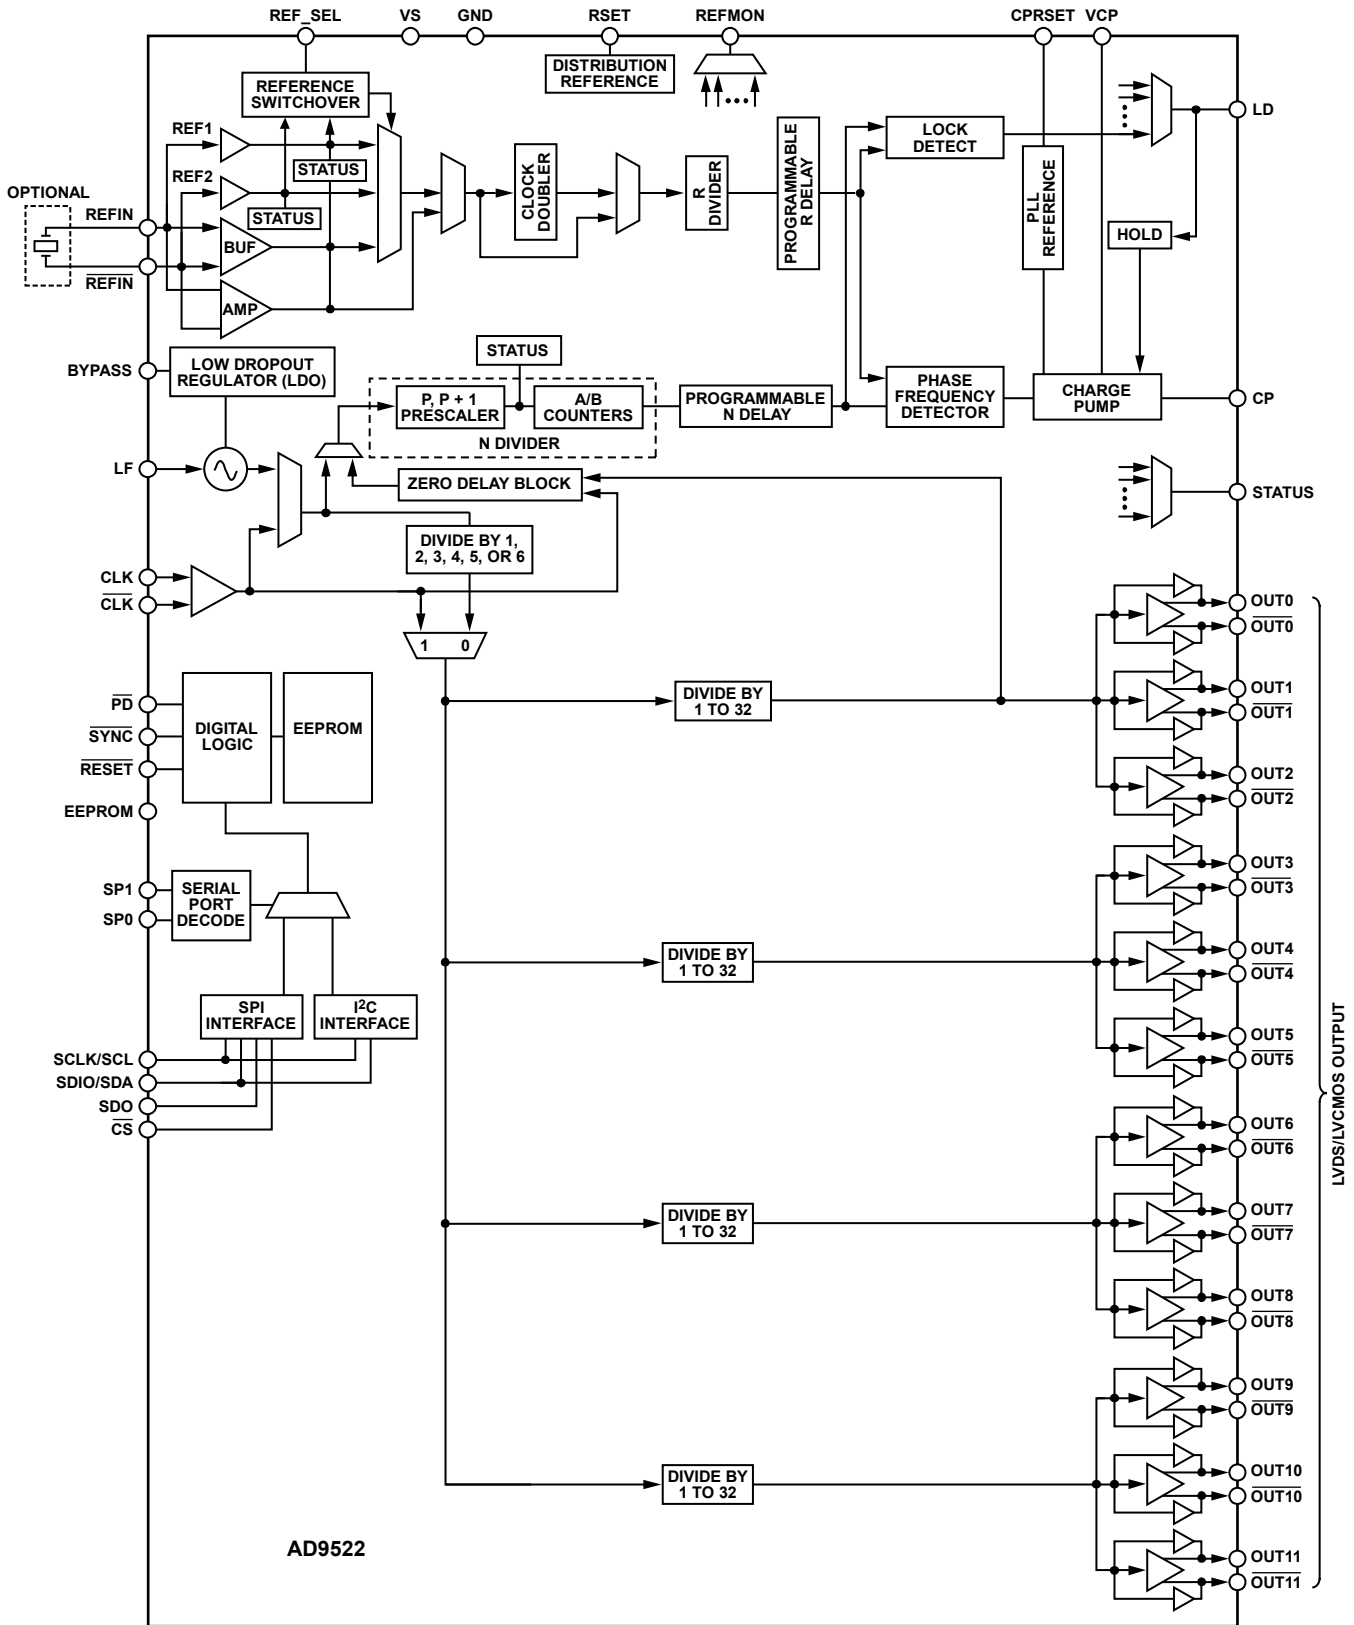 REF_SEL
VS
GND
RSET
REFMON
CPRSET
VCP
DISTRIBUTION
REFERENCE
REFERENCE
SWITCHOVER
REF1
REF2
STATUS
STATUS
OPTIONAL
REFIN
REFIN
BUF
AMP
CLOCK
DOUBLER
R
DIVIDER
PROGRAMMABLE
R DELAY
LOCK
DETECT
LD
PLL
REFERENCE
HOLD
BYPASS
LOW DROPOUT
REGULATOR (LDO)
STATUS
P, P + 1
PRESCALER
A/B
COUNTERS
N DIVIDER
PROGRAMMABLE
N DELAY
PHASE
FREQUENCY
DETECTOR
CHARGE
PUMP
CP
LF
ZERO DELAY BLOCK
STATUS
DIVIDE BY 1,
2, 3, 4, 5, OR 6
CLK
CLK
1 0
PD
SYNC
RESET
EEPROM
DIGITAL
LOGIC
EEPROM
SP1
SP0
SERIAL
PORT
DECODE
SPI
INTERFACE
I²C
INTERFACE
SCLK/SCL
SDIO/SDA
SDO
CS
DIVIDE BY
1 TO 32
DIVIDE BY
1 TO 32
DIVIDE BY
1 TO 32
DIVIDE BY
1 TO 32
OUT0
OUT0
OUT1
OUT1
OUT2
OUT2
OUT3
OUT3
OUT4
OUT4
OUT5
OUT5
OUT6
OUT6
OUT7
OUT7
OUT8
OUT8
OUT9
OUT9
OUT10
OUT10
OUT11
OUT11
LVDS/LVCMOS OUTPUT
AD9522